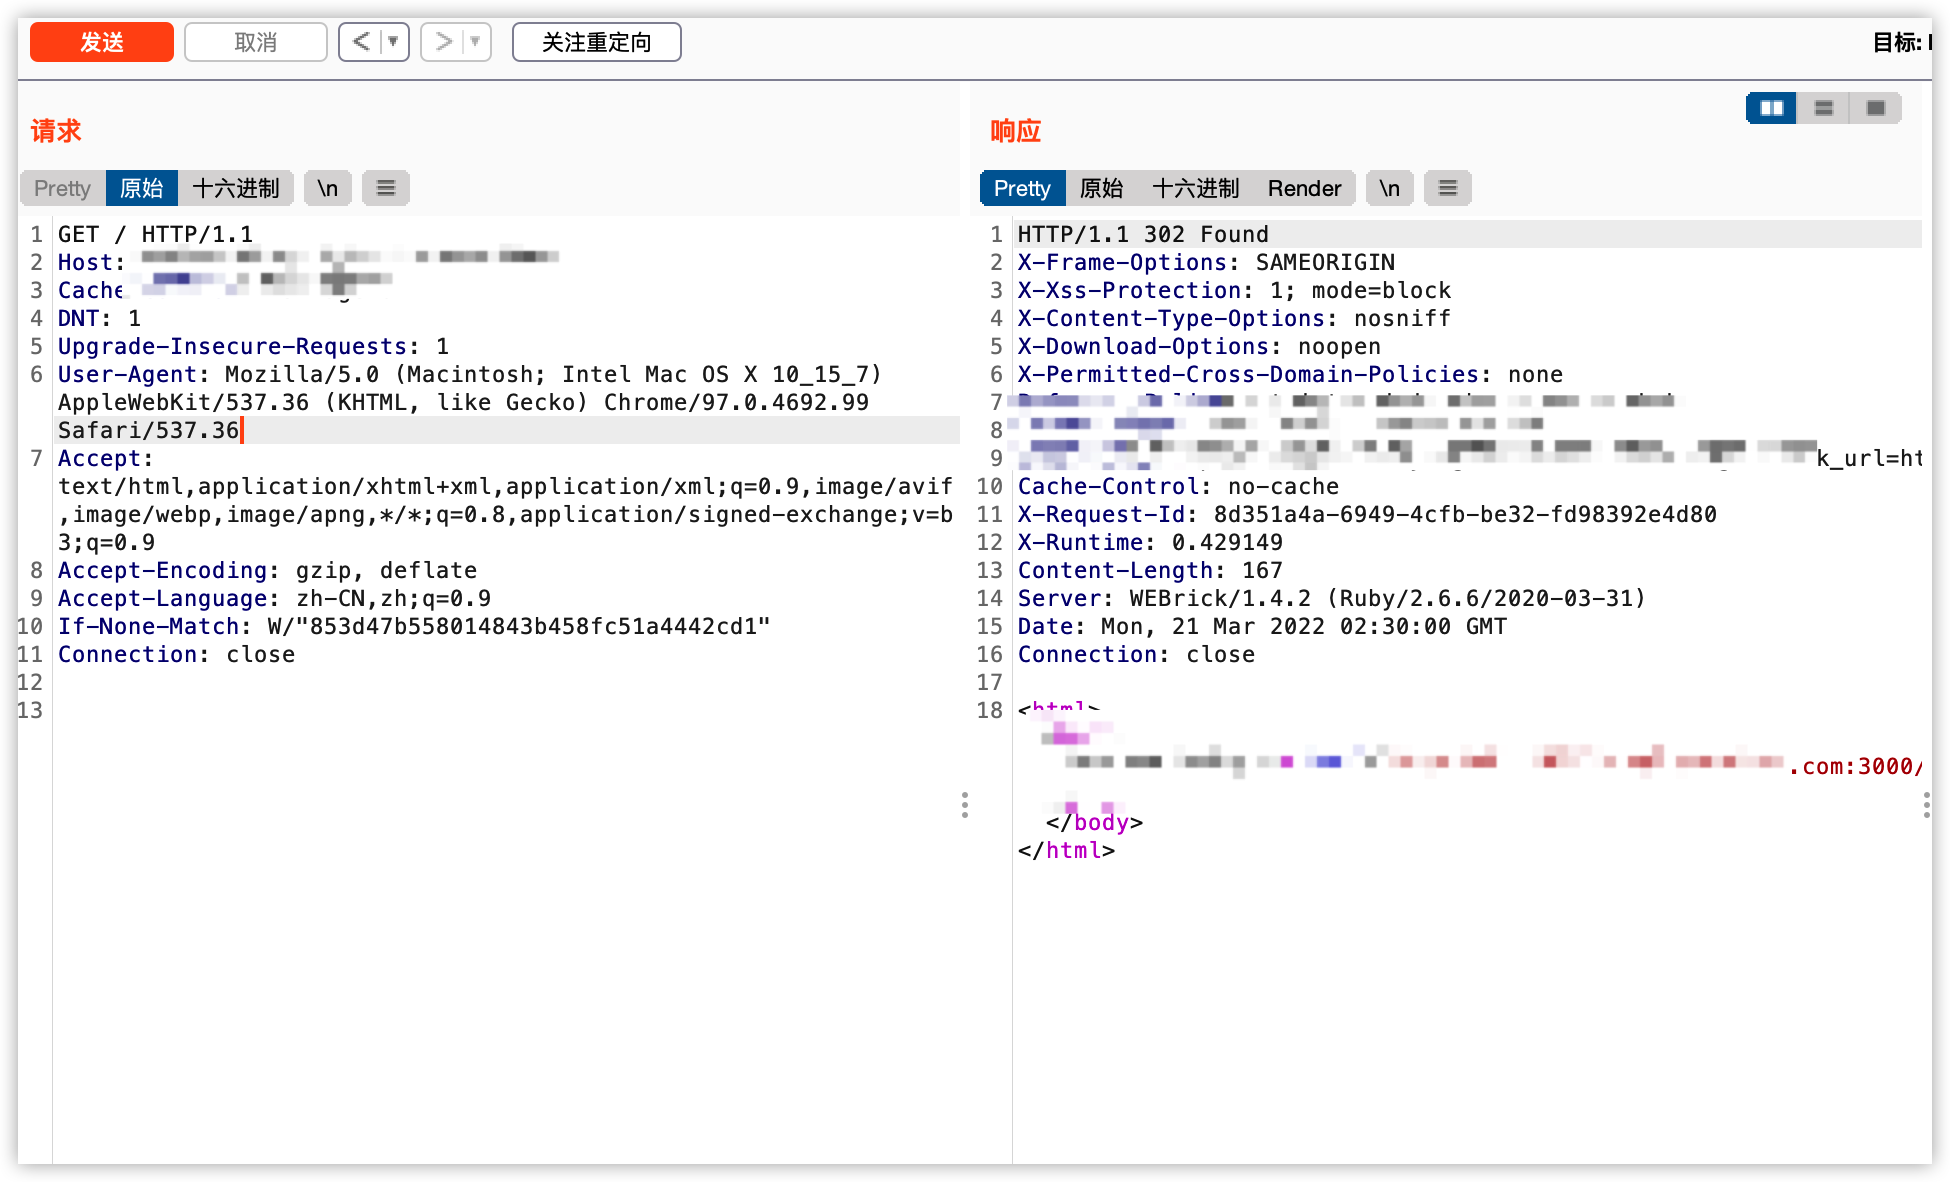 发送 取消 < ▼ > ▼ 关注重定向 目标:
请求
Pretty 原始 十六进制 \n
1 GET / HTTP/1.1
2 Host:
3 Cache
4 DNT: 1
5 Upgrade-Insecure-Requests: 1
6 User-Agent: Mozilla/5.0 (Macintosh; Intel Mac OS X 10_15_7)
AppleWebKit/537.36 (KHTML, like Gecko) Chrome/97.0.4692.99
Safari/537.36
7 Accept:
text/html,application/xhtml+xml,application/xml;q=0.9,image/avif
,image/webp,image/apng,*/*;q=0.8,application/signed-exchange;v=b
3;q=0.9
8 Accept-Encoding: gzip, deflate
9 Accept-Language: zh-CN,zh;q=0.9
10 If-None-Match: W/"853d47b558014843b458fc51a4442cd1"
11 Connection: close
12
13
响应
Pretty 原始 十六进制 Render \n
1 HTTP/1.1 302 Found
2 X-Frame-Options: SAMEORIGIN
3 X-Xss-Protection: 1; mode=block
4 X-Content-Type-Options: nosniff
5 X-Download-Options: noopen
6 X-Permitted-Cross-Domain-Policies: none
7
8
9 k_url=ht
10 Cache-Control: no-cache
11 X-Request-Id: 8d351a4a-6949-4cfb-be32-fd98392e4d80
12 X-Runtime: 0.429149
13 Content-Length: 167
14 Server: WEBrick/1.4.2 (Ruby/2.6.6/2020-03-31)
15 Date: Mon, 21 Mar 2022 02:30:00 GMT
16 Connection: close
17
18 <html>
.com:3000/
</body>
</html>